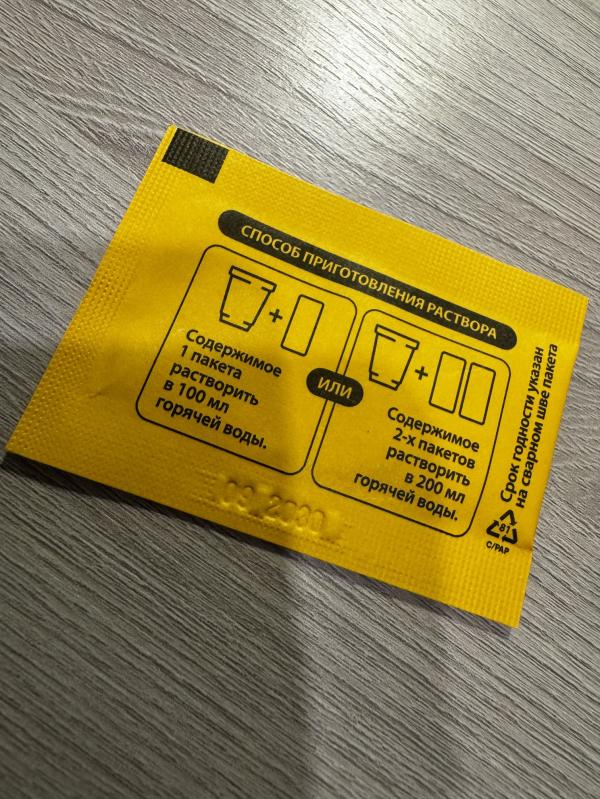 СПОСОБ ПРИГОТОВЛЕНИЯ РАСТВОРА
Содержимое
1 пакета
растворить
в 100 мл
горячей воды.
ИЛИ
Содержимое
2-х пакетов
растворить
в 200 мл
горячей воды.
Срок годности указан
на сварном шве пакета
81
C/PAP